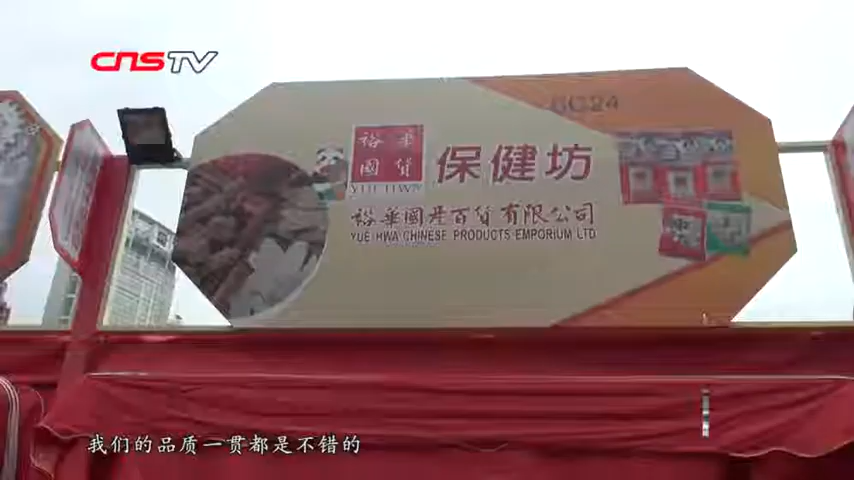 CNSTV
6C24
裕華
國貨
YUE HWA
保健坊
裕華國產百貨有限公司
YUE HWA CHINESE PRODUCTS EMPORIUM LTD
我们的品质一贯都是不错的